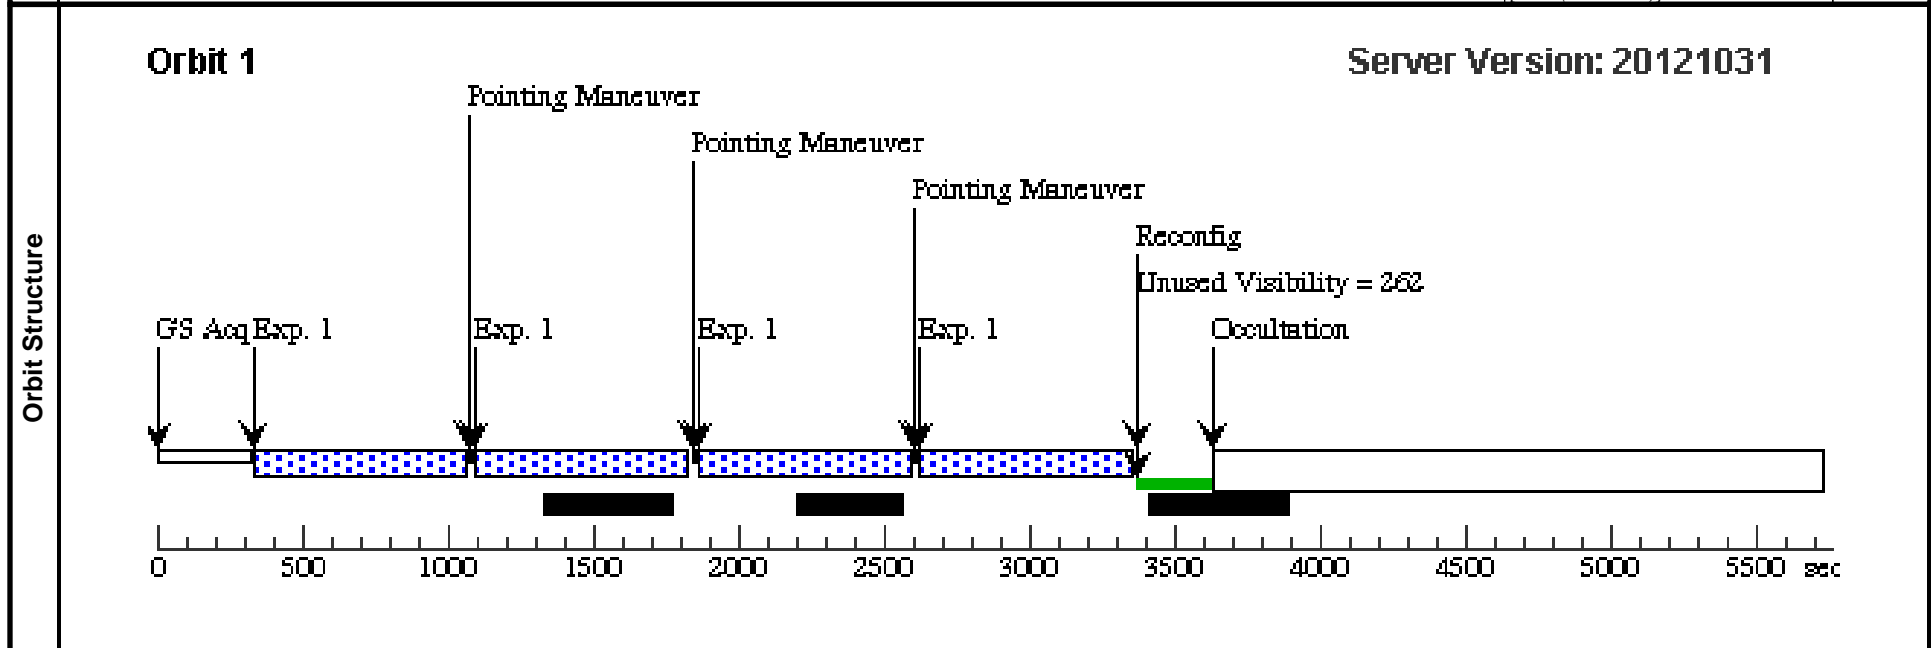 Orbit 1
Server Version: 20121031
Pointing Maneuver
Pointing Maneuver
Pointing Maneuver
Reconfig
Unused Visibility = 262
GS Acq Exp. 1 Exp. 1 Exp. 1 Exp. 1 Occultation
Orbit Structure
0 500 1000 1500 2000 2500 3000 3500 4000 4500 5000 5500 sec